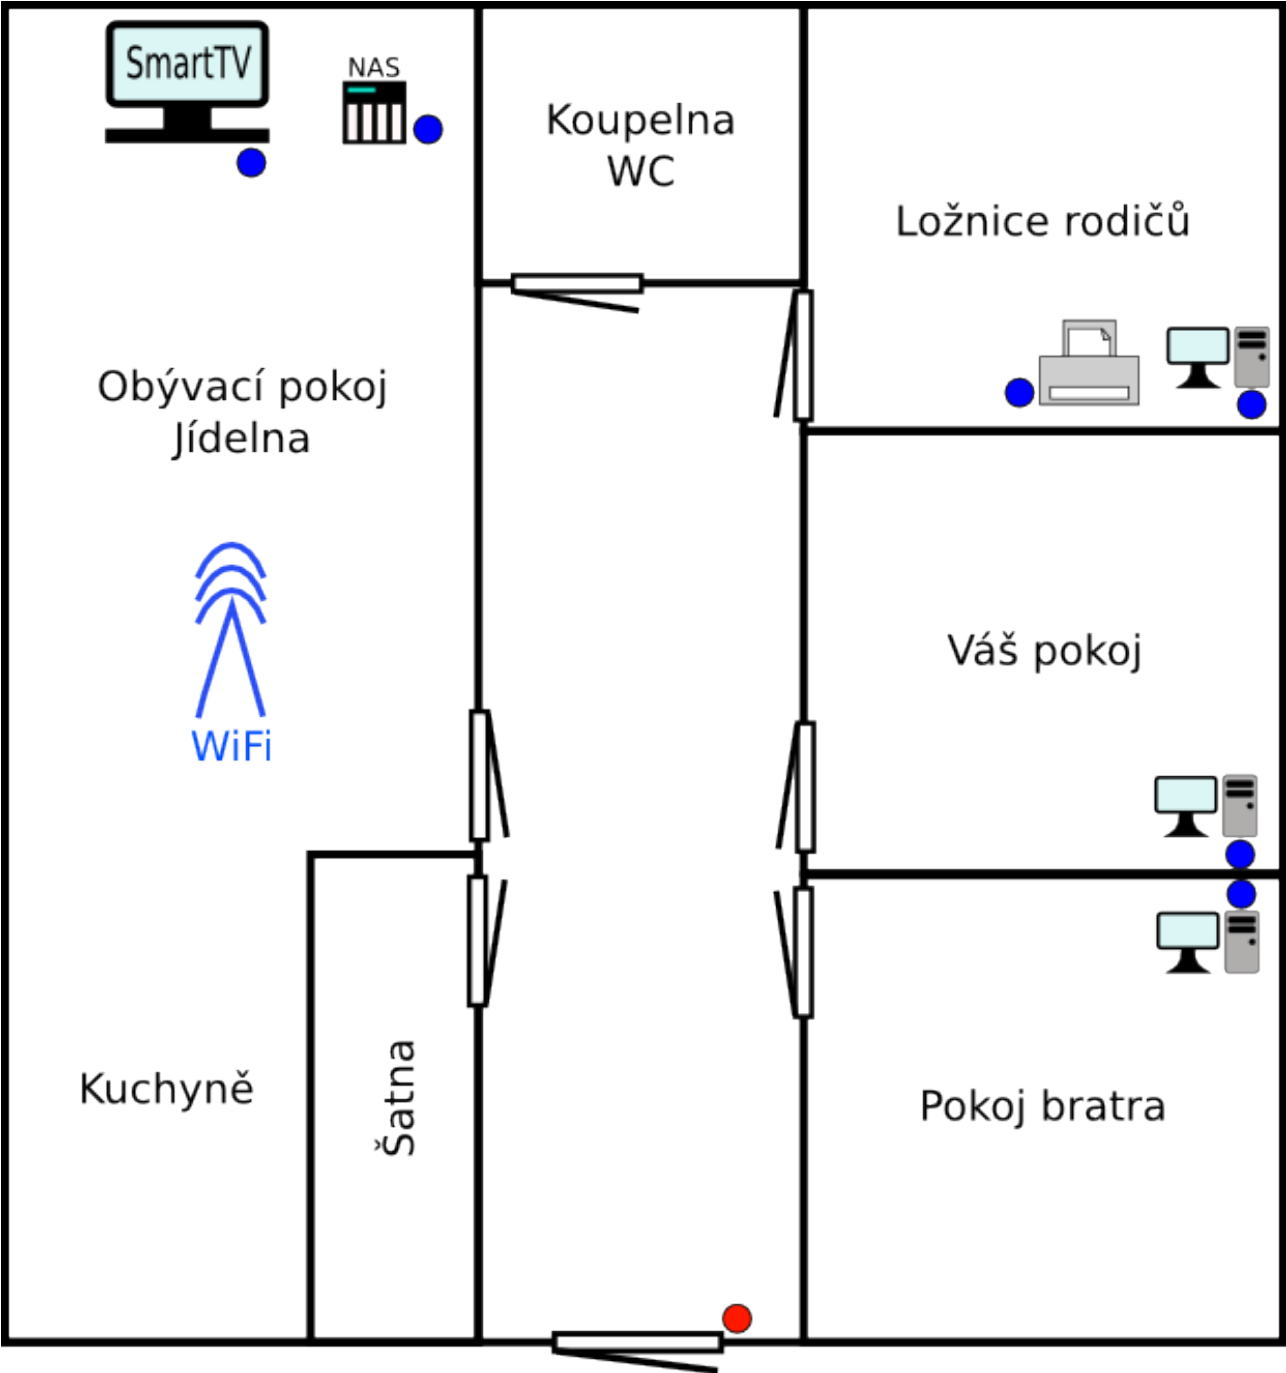 SmartTV
NAS
Koupelna
WC
Ložnice rodičů
Obývací pokoj
Jídelna
WiFi
Váš pokoj
Kuchyně
Šatna
Pokoj bratra